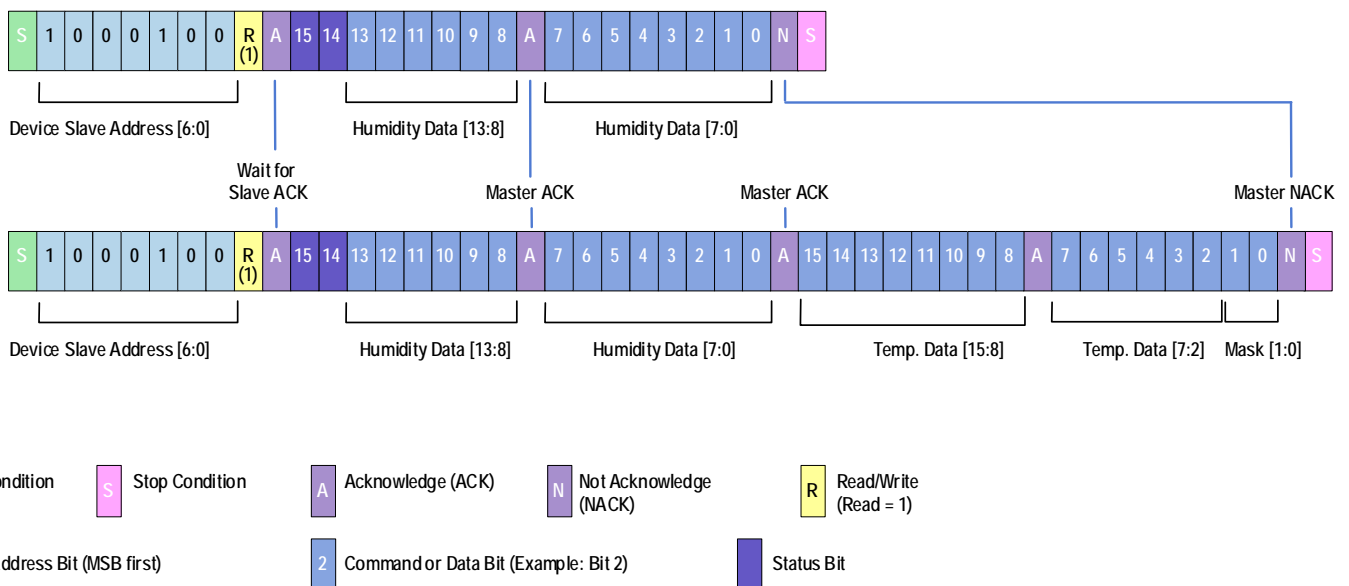 S 1 0 0 0 1 0 0 R (1) A 15 14 13 12 11 10 9 8 A 7 6 5 4 3 2 1 0 N S
Device Slave Address [6:0] Humidity Data [13:8] Humidity Data [7:0]
Wait for
Slave ACK Master ACK Master ACK Master NACK
S 1 0 0 0 1 0 0 R (1) A 15 14 13 12 11 10 9 8 A 7 6 5 4 3 2 1 0 A 15 14 13 12 11 10 9 8 A 7 6 5 4 3 2 1 0 N S
Device Slave Address [6:0] Humidity Data [13:8] Humidity Data [7:0] Temp. Data [15:8] Temp. Data [7:2] Mask [1:0]
ondition S Stop Condition A Acknowledge (ACK) N Not Acknowledge
(NACK) R Read/Write
(Read = 1)
ddress Bit (MSB first) 2 Command or Data Bit (Example: Bit 2) Status Bit